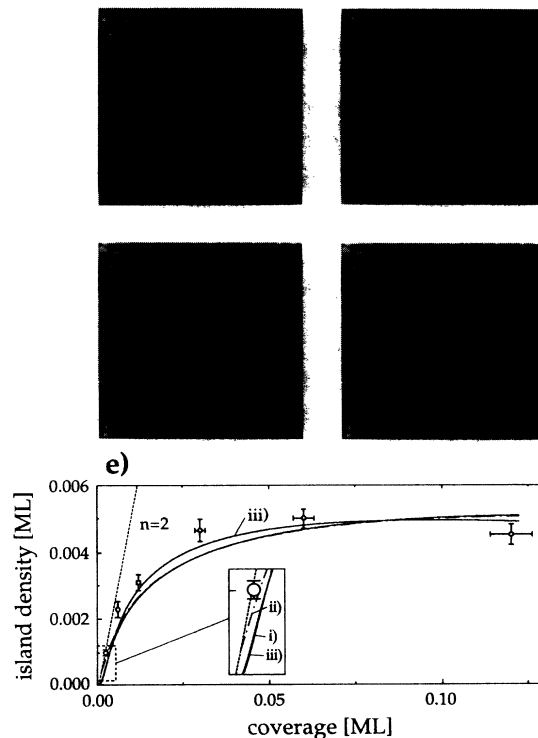 e)
0.006
0.004
0.002
0.000
island density [ML]
n=2
iii)
ii)
i)
iii)
0.00
0.05
0.10
coverage [ML]